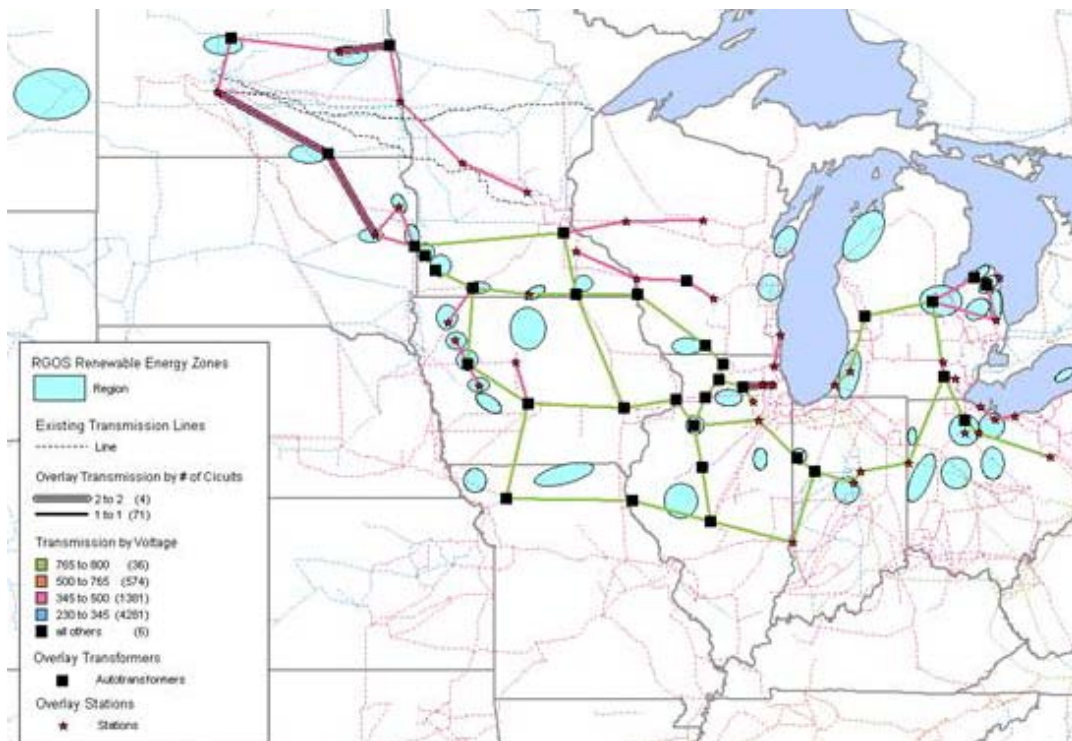 RGOS Renewable Energy Zones
Region
Existing Transmission Lines
Line
Overlay Transmission by # of Cicuits
2 to 2 (4)
1 to 1 (71)
Transmission by Voltage
765 to 800 (36)
500 to 765 (574)
345 to 500 (1381)
230 to 345 (4281)
all others (5)
Overlay Transformers
Autotransformers
Overlay Stations
Stations